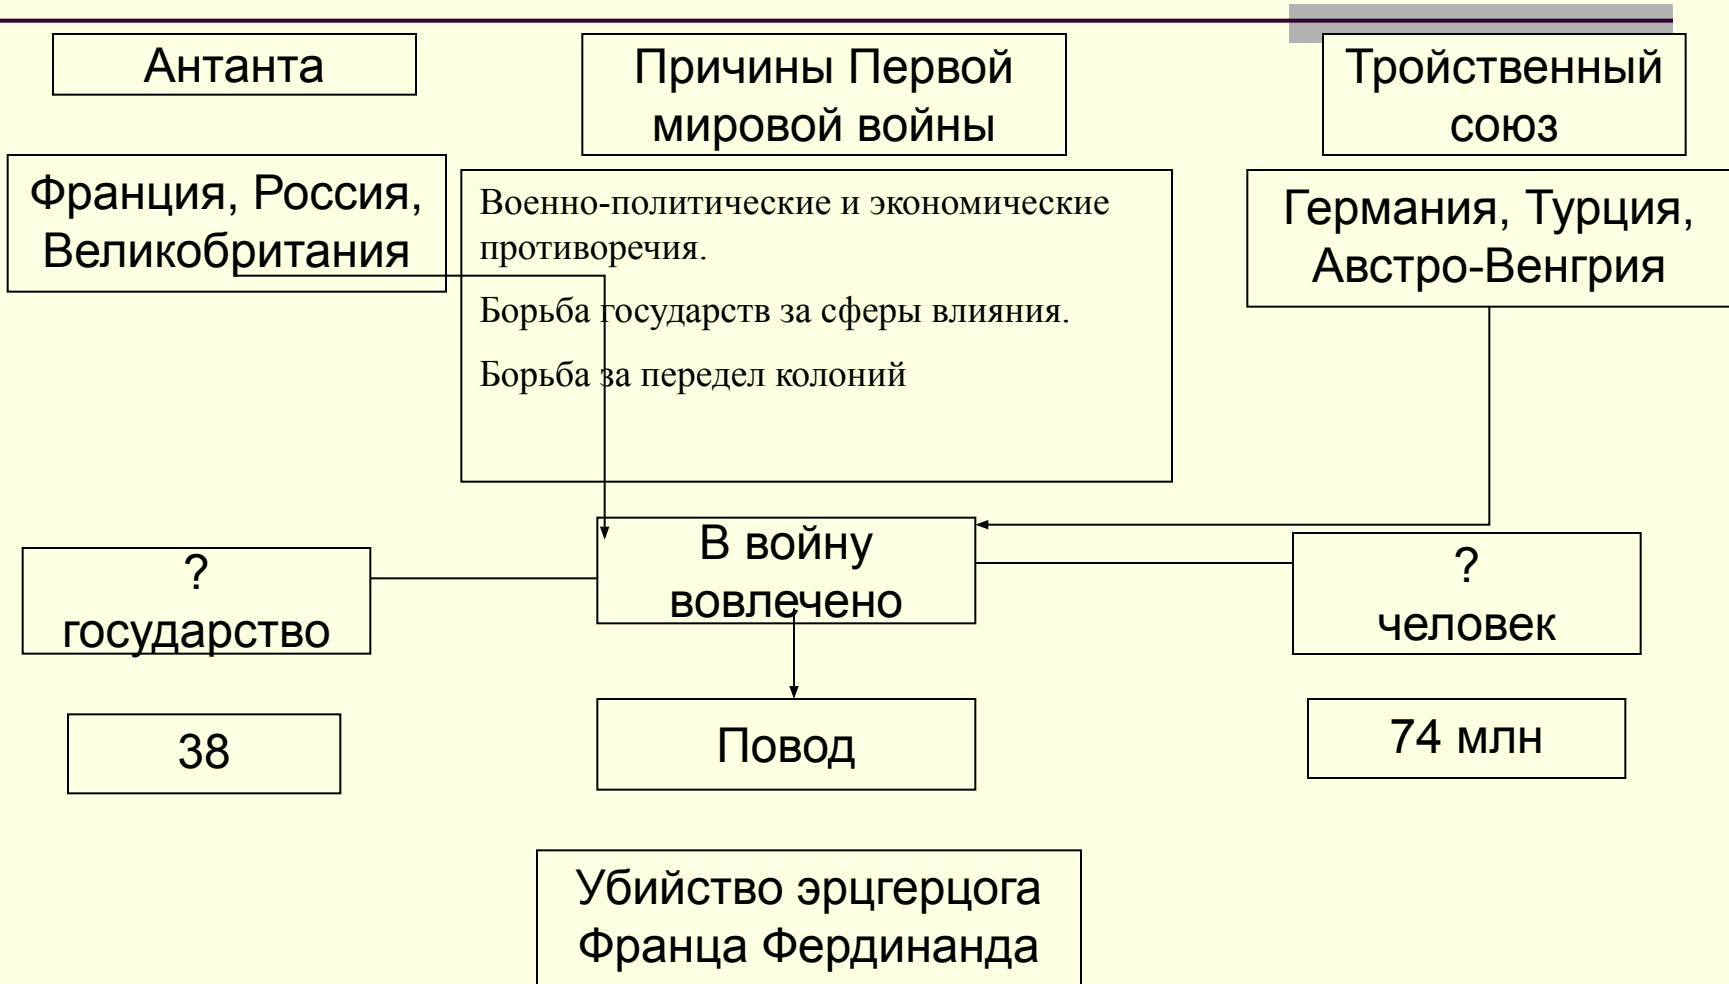 Антанта
Причины Первой
мировой войны
Тройственный
союз
Франция, Россия,
Великобритания
Военно-политические и экономические
противоречия.
Борьба государств за сферы влияния.
Борьба за передел колоний
Германия, Турция,
Австро-Венгрия
?
государство
В войну
вовлечено
?
человек
38
Повод
74 млн
Убийство эрцгерцога
Франца Фердинанда